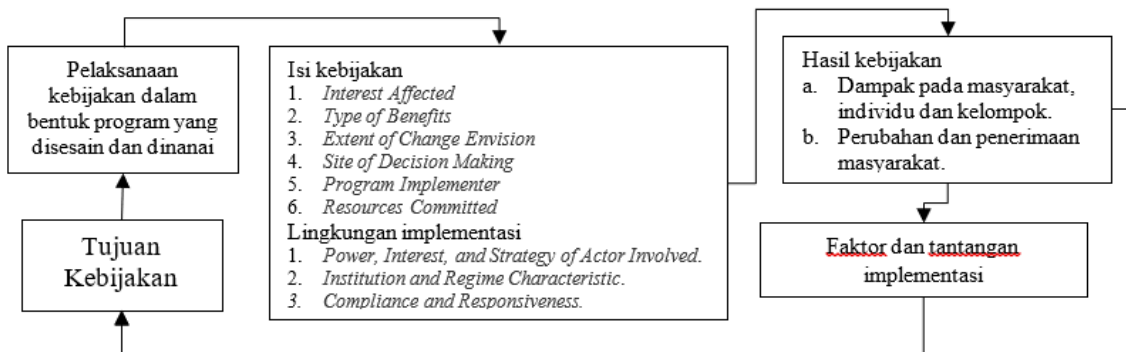 Pelaksanaan
kebijakan dalam
bentuk program yang
disesain dan dinanai
Tujuan
Kebijakan
Isi kebijakan
1. Interest Affected
2. Type of Benefits
3. Extent of Change Envision
4. Site of Decision Making
5. Program Implementer
6. Resources Committed
Lingkungan implementasi
1. Power, Interest, and Strategy of Actor Involved.
2. Institution and Regime Characteristic.
3. Compliance and Responsiveness.
Hasil kebijakan
a. Dampak pada masyarakat,
individu dan kelompok.
b. Perubahan dan penerimaan
masyarakat.
Faktor dan tantangan
implementasi